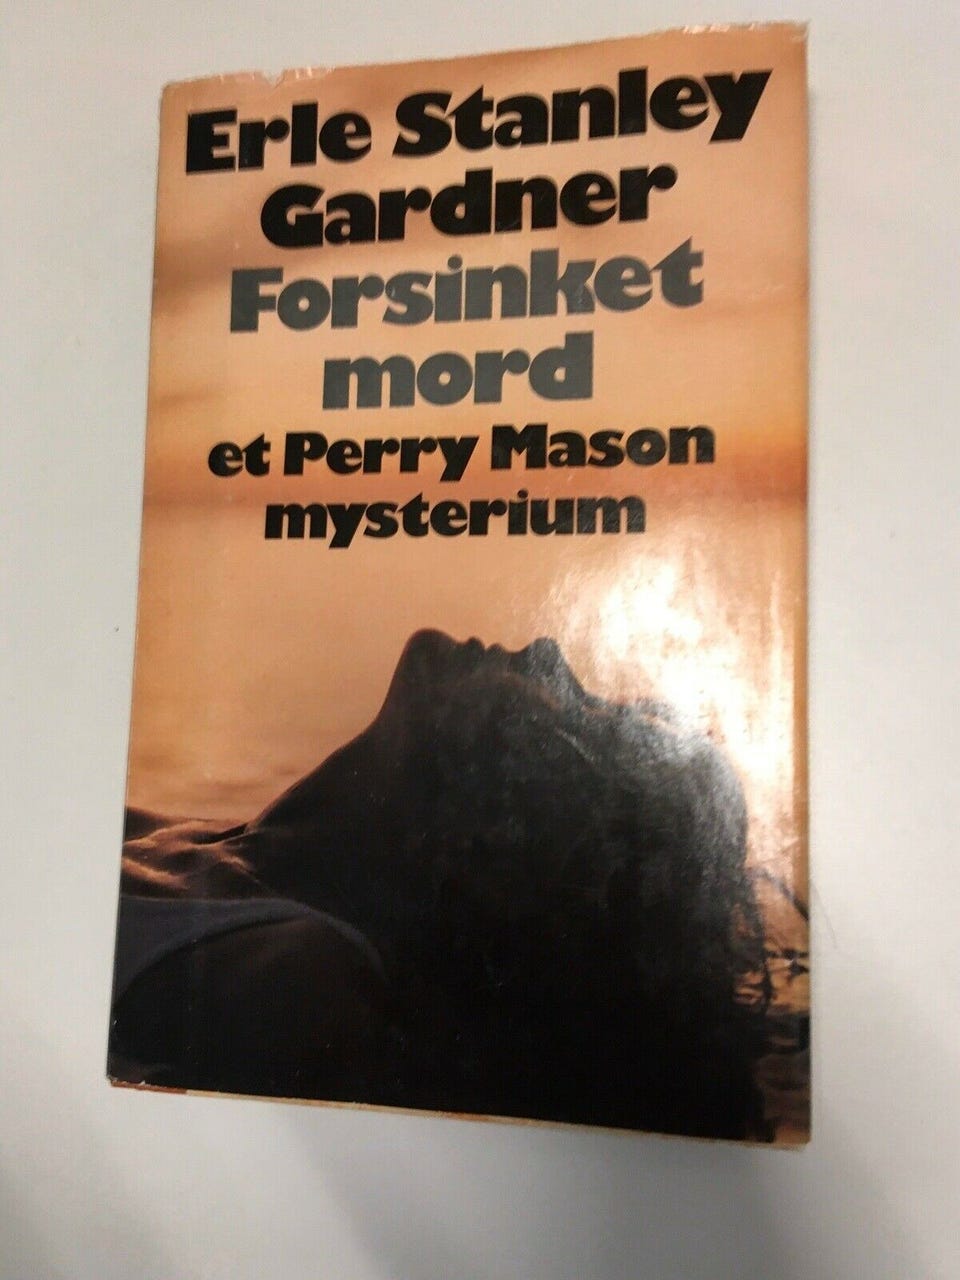 Erle Stanley
Gardner
Forsinket
mord
et Perry Mason
mysterium